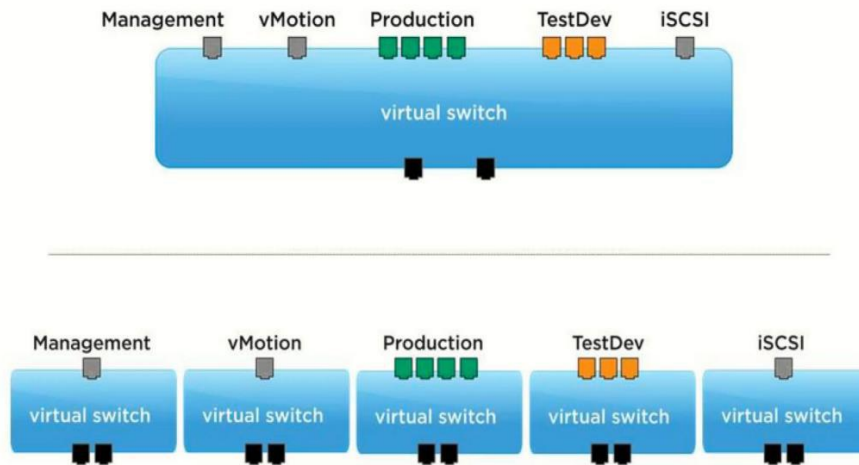 Management vMotion Production TestDev iSCSI
virtual switch
Management vMotion Production TestDev iSCSI
virtual switch virtual switch virtual switch virtual switch virtual switch